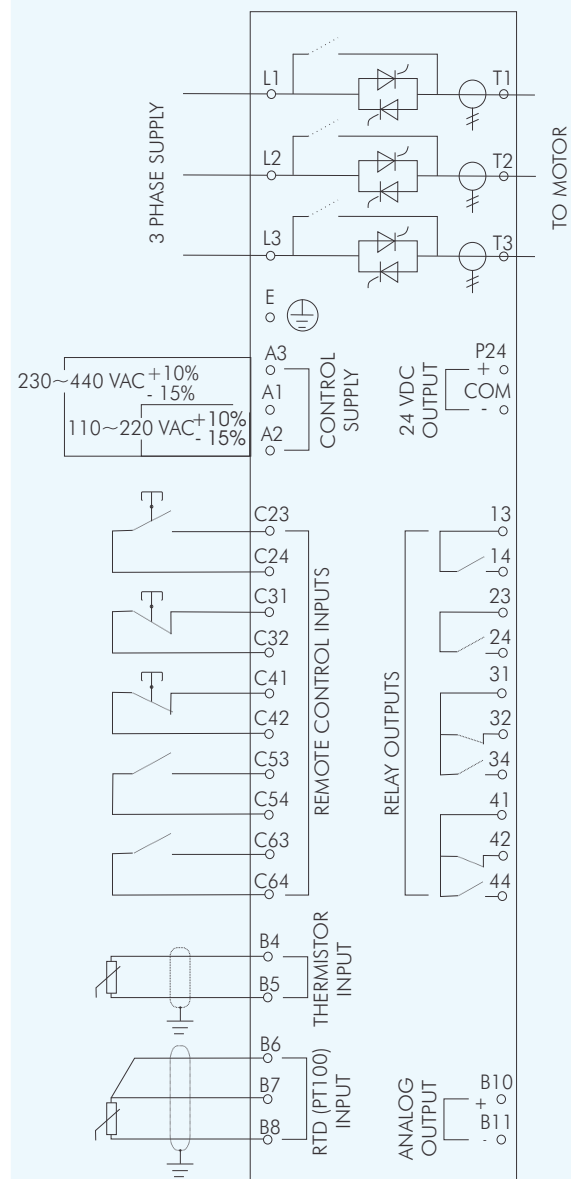 L1
T1
L2
T2
L3
T3
3 PHASE SUPPLY
TO MOTOR
E
A3
230~440 VAC +10%
- 15%
A1
110~220 VAC +10%
- 15%
A2
CONTROL
SUPPLY
24 VDC
OUTPUT
P24
+
COM
-
C23
C24
C31
C32
C41
C42
C53
C54
C63
C64
REMOTE CONTROL INPUTS
RELAY OUTPUTS
13
14
23
24
31
32
34
41
42
44
B4
B5
THERMISTOR
INPUT
B6
B7
B8
RTD (PT100)
INPUT
ANALOG
OUTPUT
B10
+
B11
-